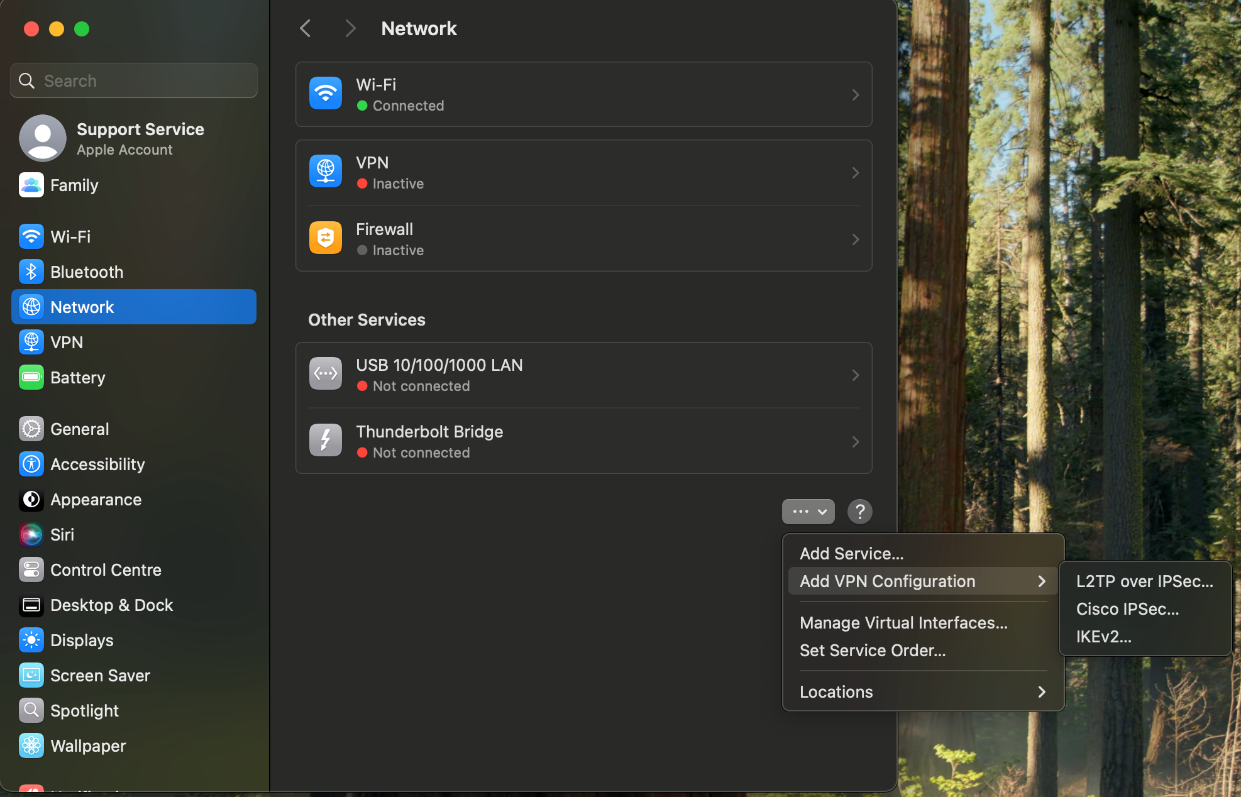 Search
Support Service
Apple Account
Family
Wi-Fi
Bluetooth
Network
VPN
Battery
General
Accessibility
Appearance
Siri
Control Centre
Desktop & Dock
Displays
Screen Saver
Spotlight
Wallpaper
Network
Wi-Fi
Connected
VPN
Inactive
Firewall
Inactive
Other Services
USB 10/100/1000 LAN
Not connected
Thunderbolt Bridge
Not connected
?
Add Service...
Add VPN Configuration
Manage Virtual Interfaces...
Set Service Order...
Locations
L2TP over IPSec...
Cisco IPSec...
IKEv2...